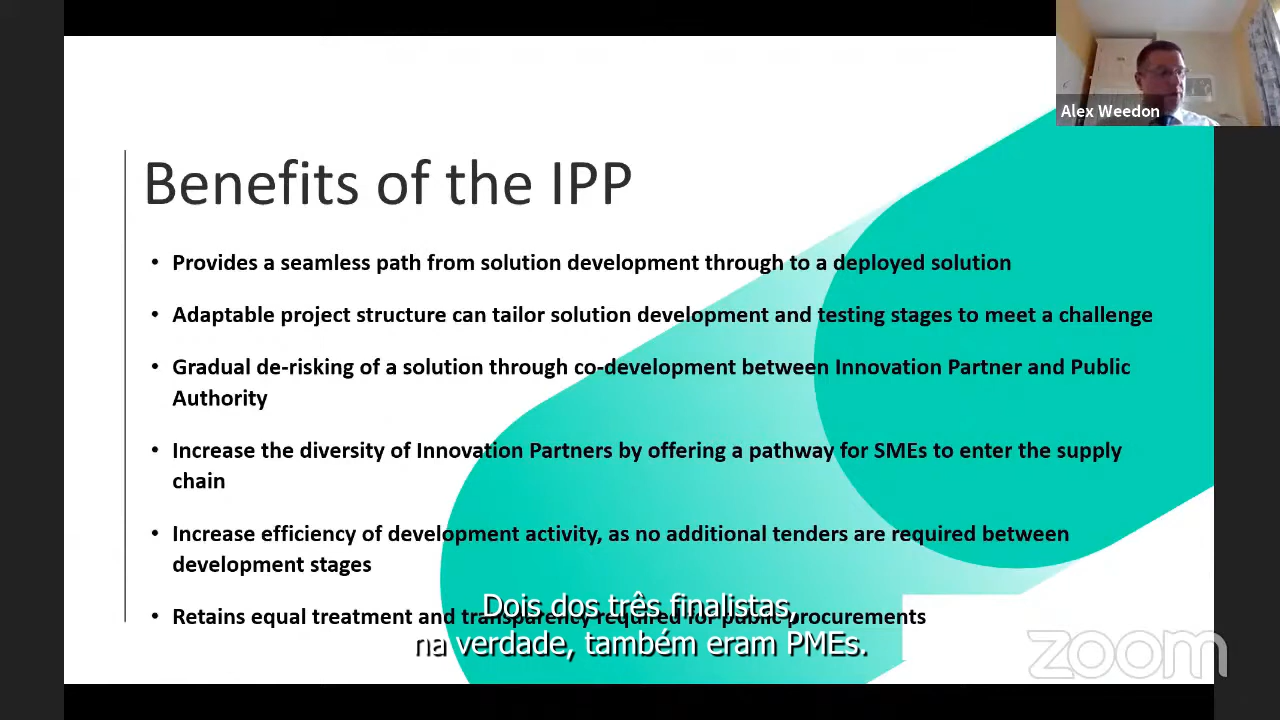 Alex Weedon
Benefits of the IPP
• Provides a seamless path from solution development through to a deployed solution
• Adaptable project structure can tailor solution development and testing stages to meet a challenge
• Gradual de-risking of a solution through co-development between Innovation Partner and Public
Authority
• Increase the diversity of Innovation Partners by offering a pathway for SMEs to enter the supply
chain
• Increase efficiency of development activity, as no additional tenders are required between
development stages
• Retains equal treatment and transparency required for public procurements
Dois dos três finalistas,
na verdade, também eram PMEs.
zoom